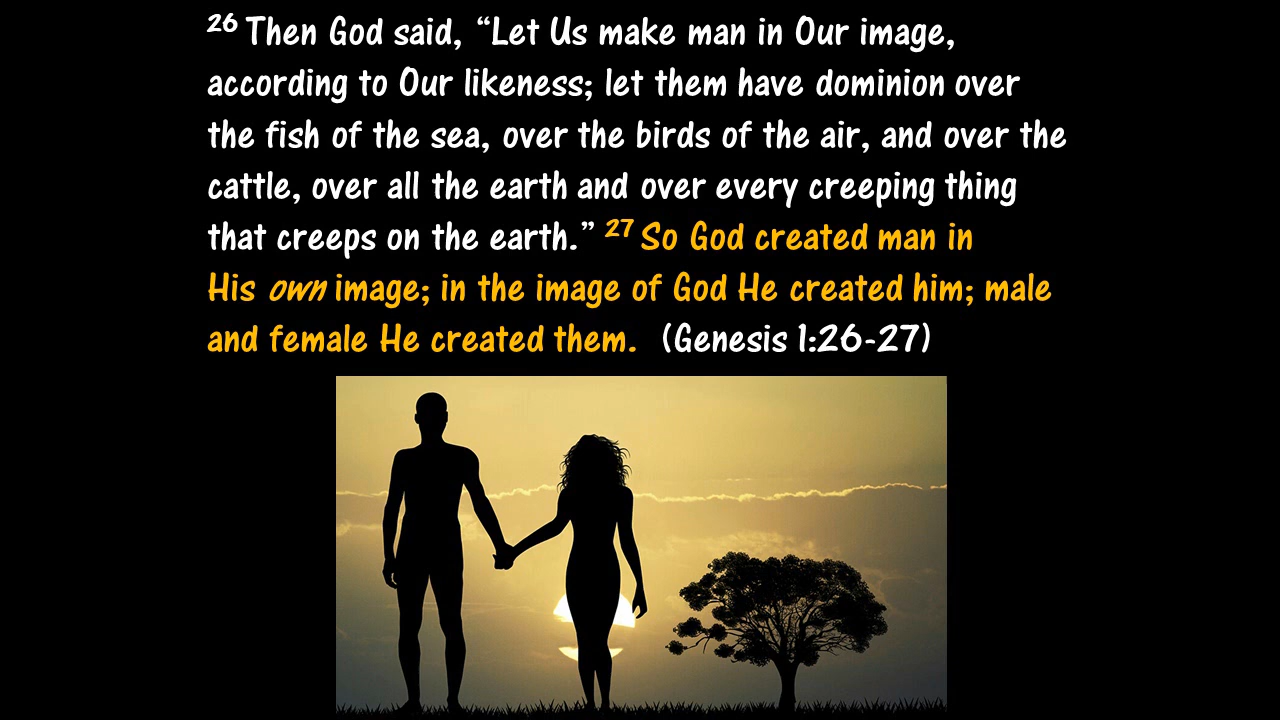 26 Then God said, “Let Us make man in Our image,
according to Our likeness; let them have dominion over
the fish of the sea, over the birds of the air, and over the
cattle, over all the earth and over every creeping thing
that creeps on the earth.” 27 So God created man in
His own image; in the image of God He created him; male
and female He created them. (Genesis 1:26-27)